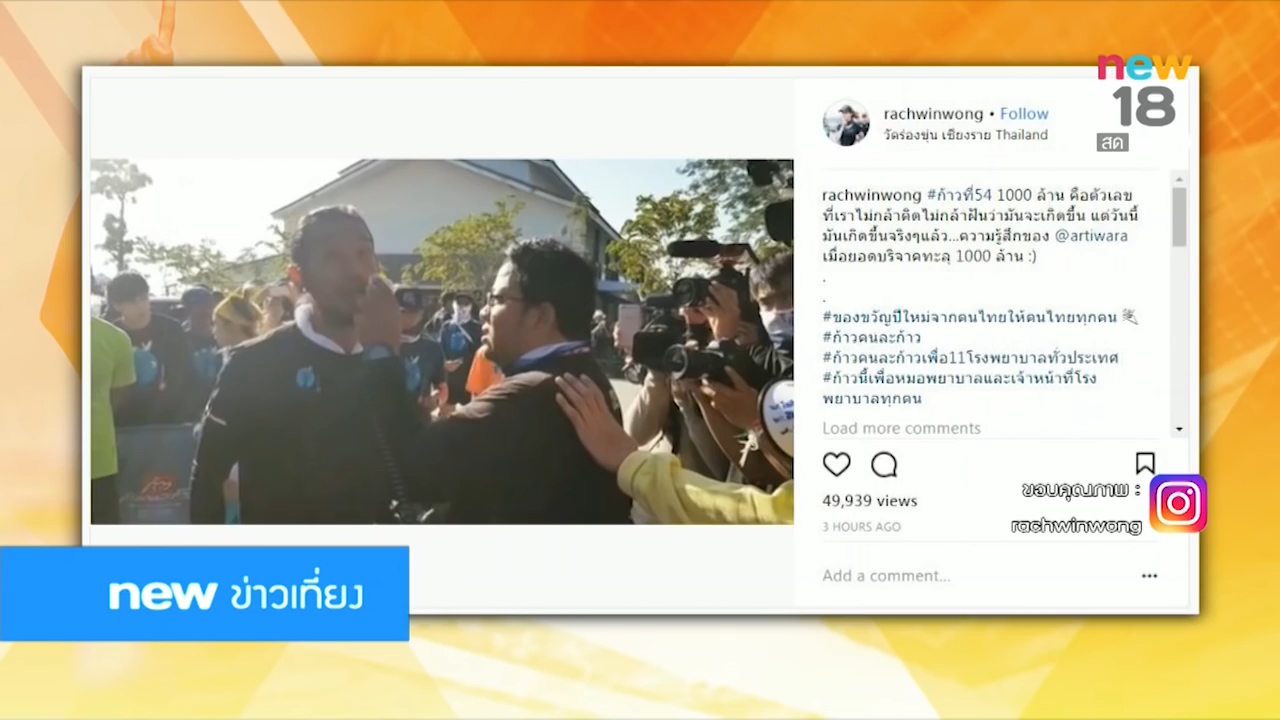 new
18
สด
rachwinwong • Follow
วัดร่องขุ่น เชียงราย Thailand
rachwinwong #ก้าวที่54 1000 ล้าน คือตัวเลข
ที่เราไม่กล้าคิดไม่กล้าฝันว่ามันจะเกิดขึ้น แต่วันนี้
มันเกิดขึ้นจริงๆแล้ว...ความรู้สึกของ @artiwara
เมื่อยอดบริจาคทะลุ 1000 ล้าน :)
.
.
#ของขวัญปีใหม่จากคนไทยให้คนไทยทุกคน
#ก้าวคนละก้าว
#ก้าวคนละก้าวเพื่อ11โรงพยาบาลทั่วประเทศ
#ก้าวนี้เพื่อหมอพยาบาลและเจ้าหน้าที่โรง
พยาบาลทุกคน
Load more comments
49,939 views
3 HOURS AGO
ขอบคุณภาพ :
rachwinwong
Add a comment...
new ข่าวเที่ยง